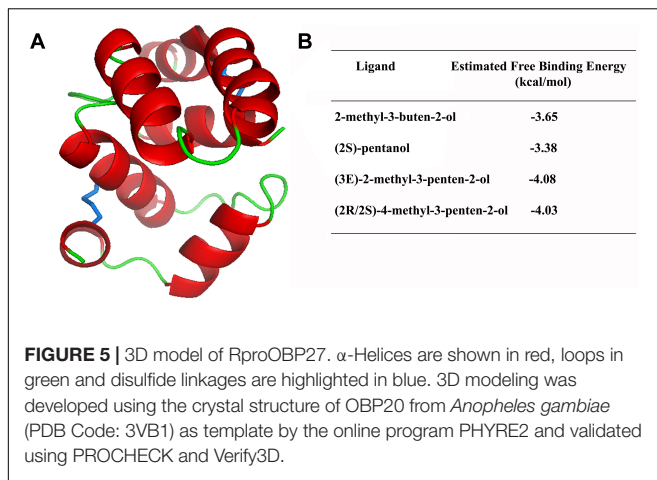 A
B
Ligand Estimated Free Binding Energy
(kcal/mol)
2-methyl-3-buten-2-ol -3.65
(2S)-pentanol -3.38
(3E)-2-methyl-3-penten-2-ol -4.08
(2R/2S)-4-methyl-3-penten-2-ol -4.03
FIGURE 5 | 3D model of RproOBP27. α-Helices are shown in red, loops in
green and disulfide linkages are highlighted in blue. 3D modeling was
developed using the crystal structure of OBP20 from Anopheles gambiae
(PDB Code: 3VB1) as template by the online program PHYRE2 and validated
using PROCHECK and Verify3D.